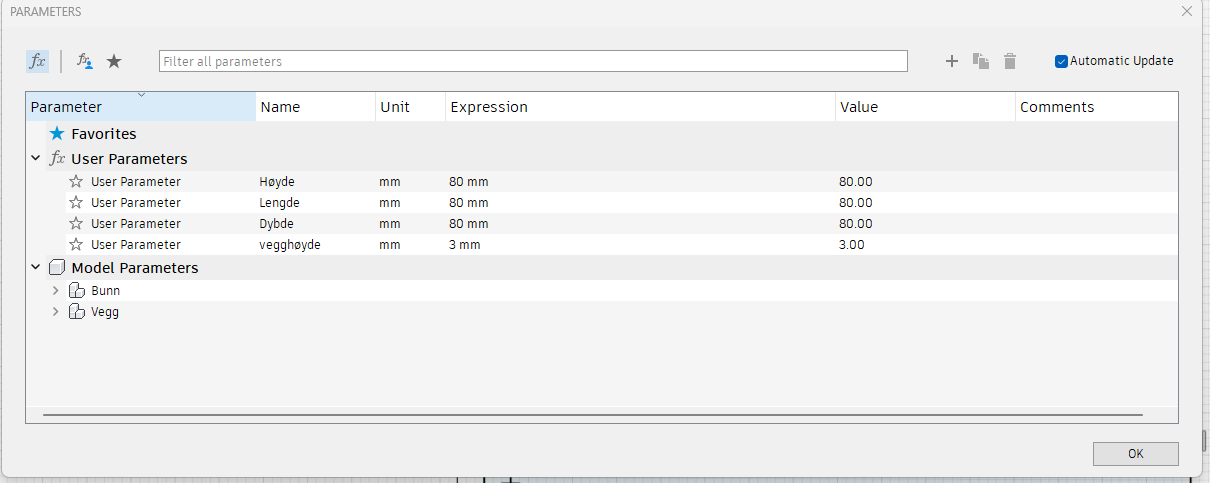 PARAMETERS
fx Filter all parameters Automatic Update
Parameter Name Unit Expression Value Comments
Favorites
fx User Parameters
User Parameter Høyde mm 80 mm 80.00
User Parameter Lengde mm 80 mm 80.00
User Parameter Dybde mm 80 mm 80.00
User Parameter vegghøyde mm 3 mm 3.00
Model Parameters
Bunn
Vegg
OK